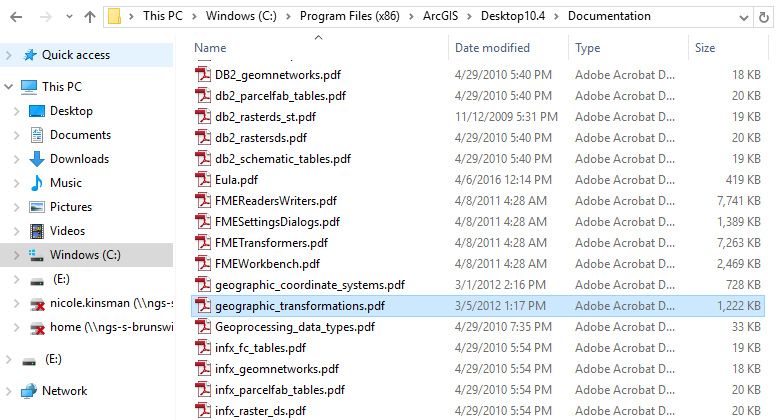 This PC > Windows (C:) > Program Files (x86) > ArcGIS > Desktop10.4 > Documentation
Quick access
This PC
Desktop
Documents
Downloads
Music
Pictures
Videos
Windows (C:)
(E:)
nicole.kinsman (\\ngs-s
home (\\ngs-s-brunswi
(E:)
Network
Name Date modified Type Size
DB2_geomnetworks.pdf 4/29/2010 5:40 PM Adobe Acrobat D... 18 KB
db2_parcelfab_tables.pdf 4/29/2010 5:40 PM Adobe Acrobat D... 20 KB
db2_rasterds_st.pdf 11/12/2009 5:31 PM Adobe Acrobat D... 19 KB
db2_rastersds.pdf 4/29/2010 5:40 PM Adobe Acrobat D... 20 KB
db2_schematic_tables.pdf 4/29/2010 5:40 PM Adobe Acrobat D... 19 KB
Eula.pdf 4/6/2016 12:14 PM Adobe Acrobat D... 419 KB
FMEReadersWriters.pdf 4/8/2011 4:28 AM Adobe Acrobat D... 7,741 KB
FMESettingsDialogs.pdf 4/8/2011 4:28 AM Adobe Acrobat D... 1,389 KB
FMETransformers.pdf 4/8/2011 4:28 AM Adobe Acrobat D... 7,263 KB
FMEWorkbench.pdf 4/8/2011 4:28 AM Adobe Acrobat D... 2,469 KB
geographic_coordinate_systems.pdf 3/1/2012 2:16 PM Adobe Acrobat D... 728 KB
geographic_transformations.pdf 3/5/2012 1:17 PM Adobe Acrobat D... 1,222 KB
Geoprocessing_data_types.pdf 4/29/2010 7:35 PM Adobe Acrobat D... 33 KB
infx_fc_tables.pdf 4/29/2010 5:54 PM Adobe Acrobat D... 19 KB
infx_geomnetworks.pdf 4/29/2010 5:54 PM Adobe Acrobat D... 18 KB
infx_parcelfab_tables.pdf 4/29/2010 5:54 PM Adobe Acrobat D... 20 KB
infx_raster_ds.pdf 4/29/2010 5:54 PM Adobe Acrobat D... 19 KB